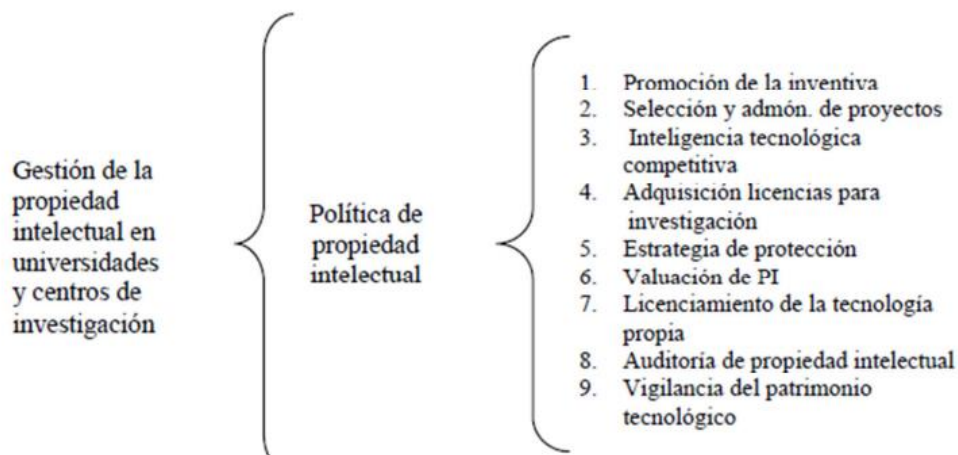 Gestión de la
propiedad
intelectual en
universidades
y centros de
investigación
Política de
propiedad
intelectual
1. Promoción de la inventiva
2. Selección y admón. de proyectos
3. Inteligencia tecnológica
competitiva
4. Adquisición licencias para
investigación
5. Estrategia de protección
6. Valuación de PI
7. Licenciamiento de la tecnología
propia
8. Auditoría de propiedad intelectual
9. Vigilancia del patrimonio
tecnológico